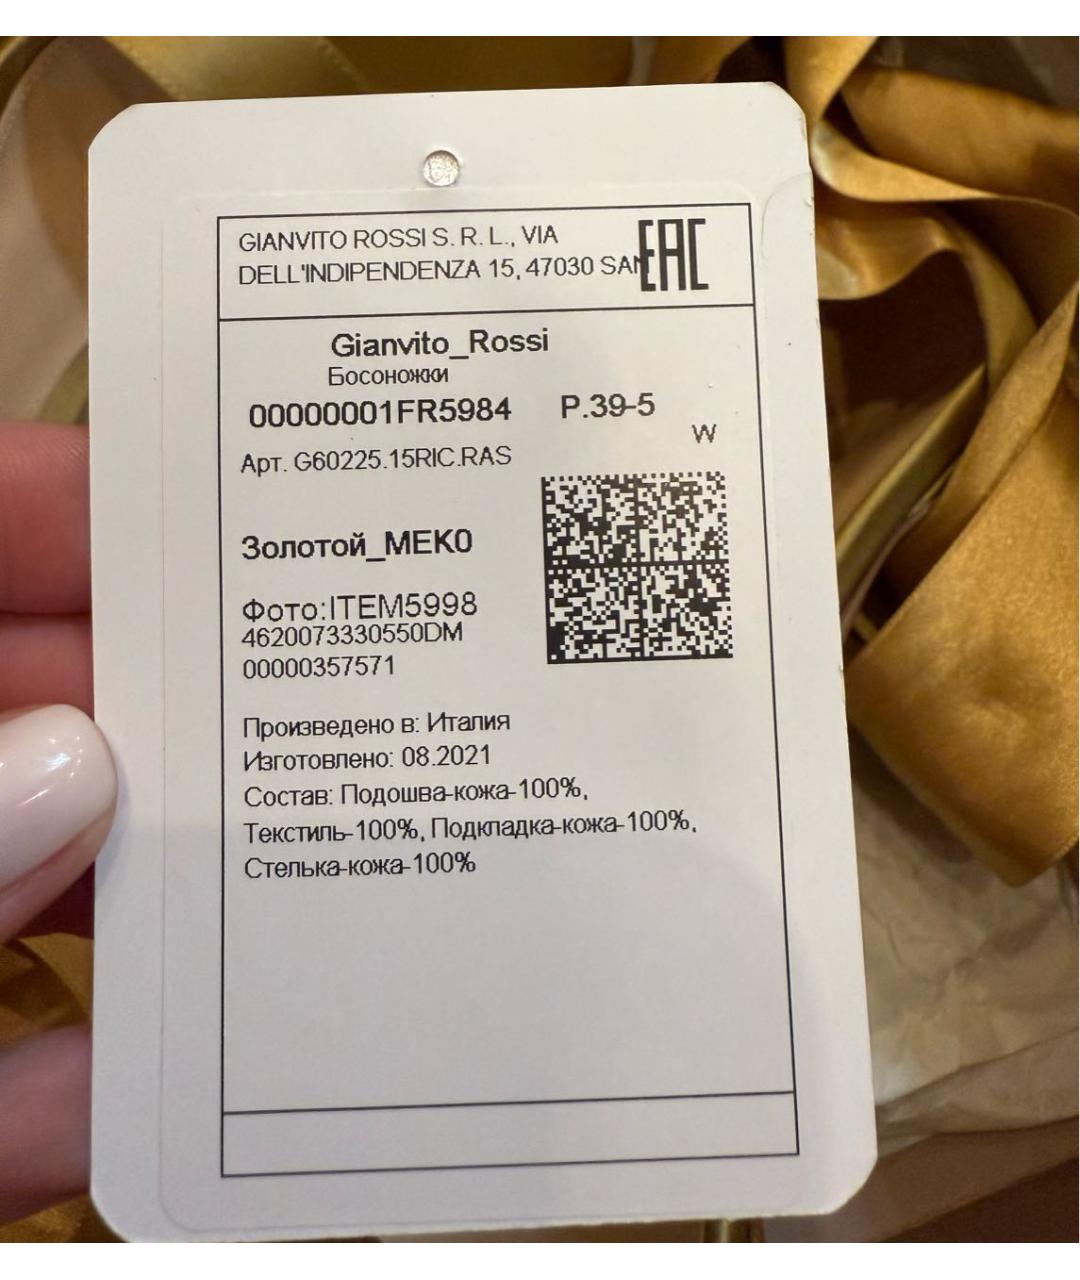 GIANVITO ROSSI S. R. L., VIA
DELL'INDIPENDENZA 15, 47030 SAN
EAC
Gianvito_Rossi
Босоножки
00000001FR5984 Р.39-5
W
Арт. G60225.15RIC.RAS
Золотой_MEK0
Фото:ITEM5998
4620073330550DM
00000357571
Произведено в: Италия
Изготовлено: 08.2021
Состав: Подошва-кожа-100%,
Текстиль-100%, Подкладка-кожа-100%,
Стелька-кожа-100%